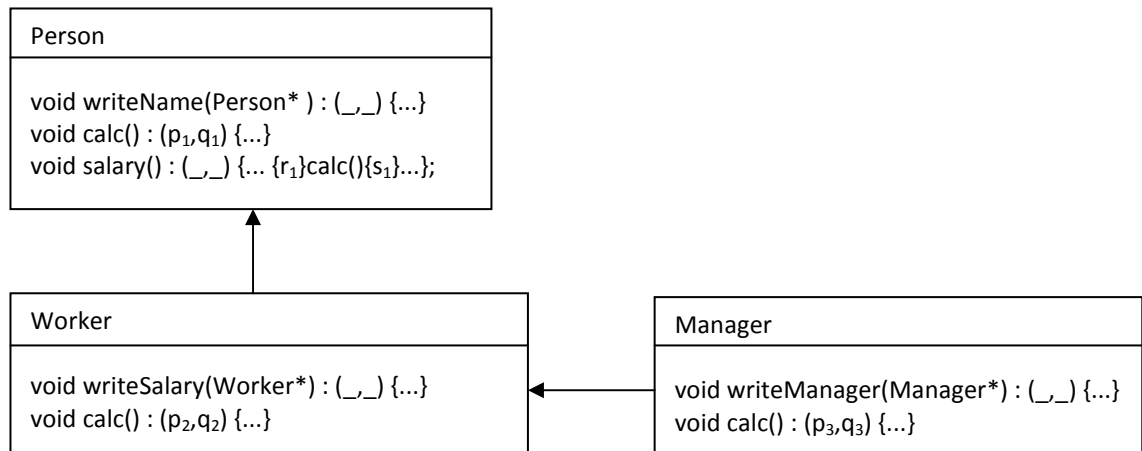 Person
void writeName(Person* ) : (_,_) {...}
void calc() : (p₁,q₁) {...}
void salary() : (_,_) {... {r₁}calc(){s₁}...};
Worker
void writeSalary(Worker*) : (_,_) {...}
void calc() : (p₂,q₂) {...}
Manager
void writeManager(Manager*) : (_,_) {...}
void calc() : (p₃,q₃) {...}